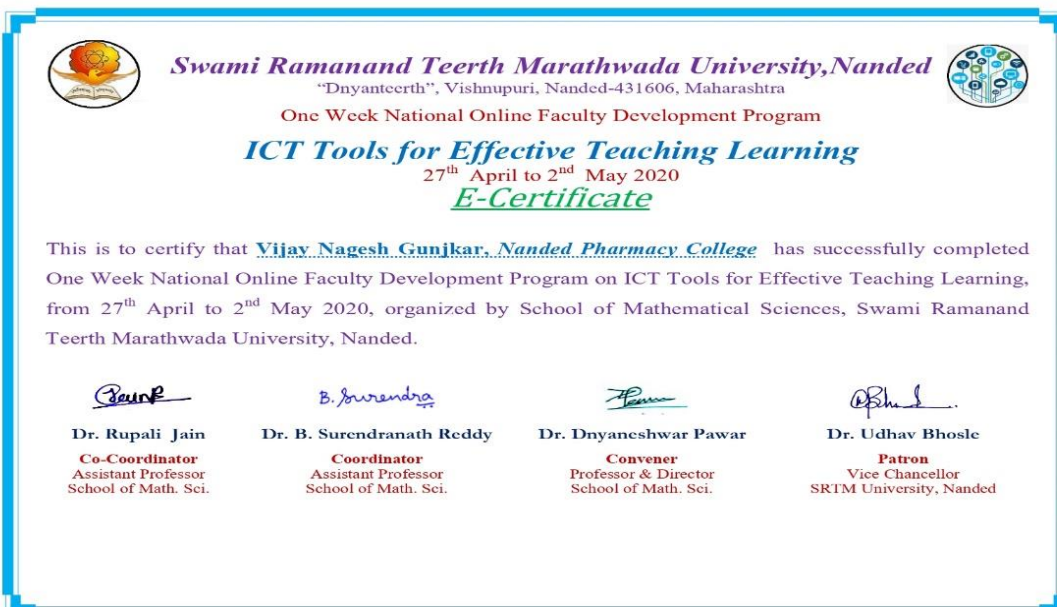 Swami Ramanand Teerth Marathwada University,Nanded
“Dnyanteerth”, Vishnupuri, Nanded-431606, Maharashtra
One Week National Online Faculty Development Program
ICT Tools for Effective Teaching Learning
27th April to 2nd May 2020
E-Certificate
This is to certify that Vijay Nagesh Gunjkar, Nanded Pharmacy College has successfully completed
One Week National Online Faculty Development Program on ICT Tools for Effective Teaching Learning,
from 27th April to 2nd May 2020, organized by School of Mathematical Sciences, Swami Ramanand
Teerth Marathwada University, Nanded.
B. Surendra
Dr. Rupali Jain Dr. B. Surendranath Reddy Dr. Dnyaneshwar Pawar Dr. Udhav Bhosle
Co-Coordinator Coordinator Convener Patron
Assistant Professor Assistant Professor Professor & Director Vice Chancellor
School of Math. Sci. School of Math. Sci. School of Math. Sci. SRTM University, Nanded